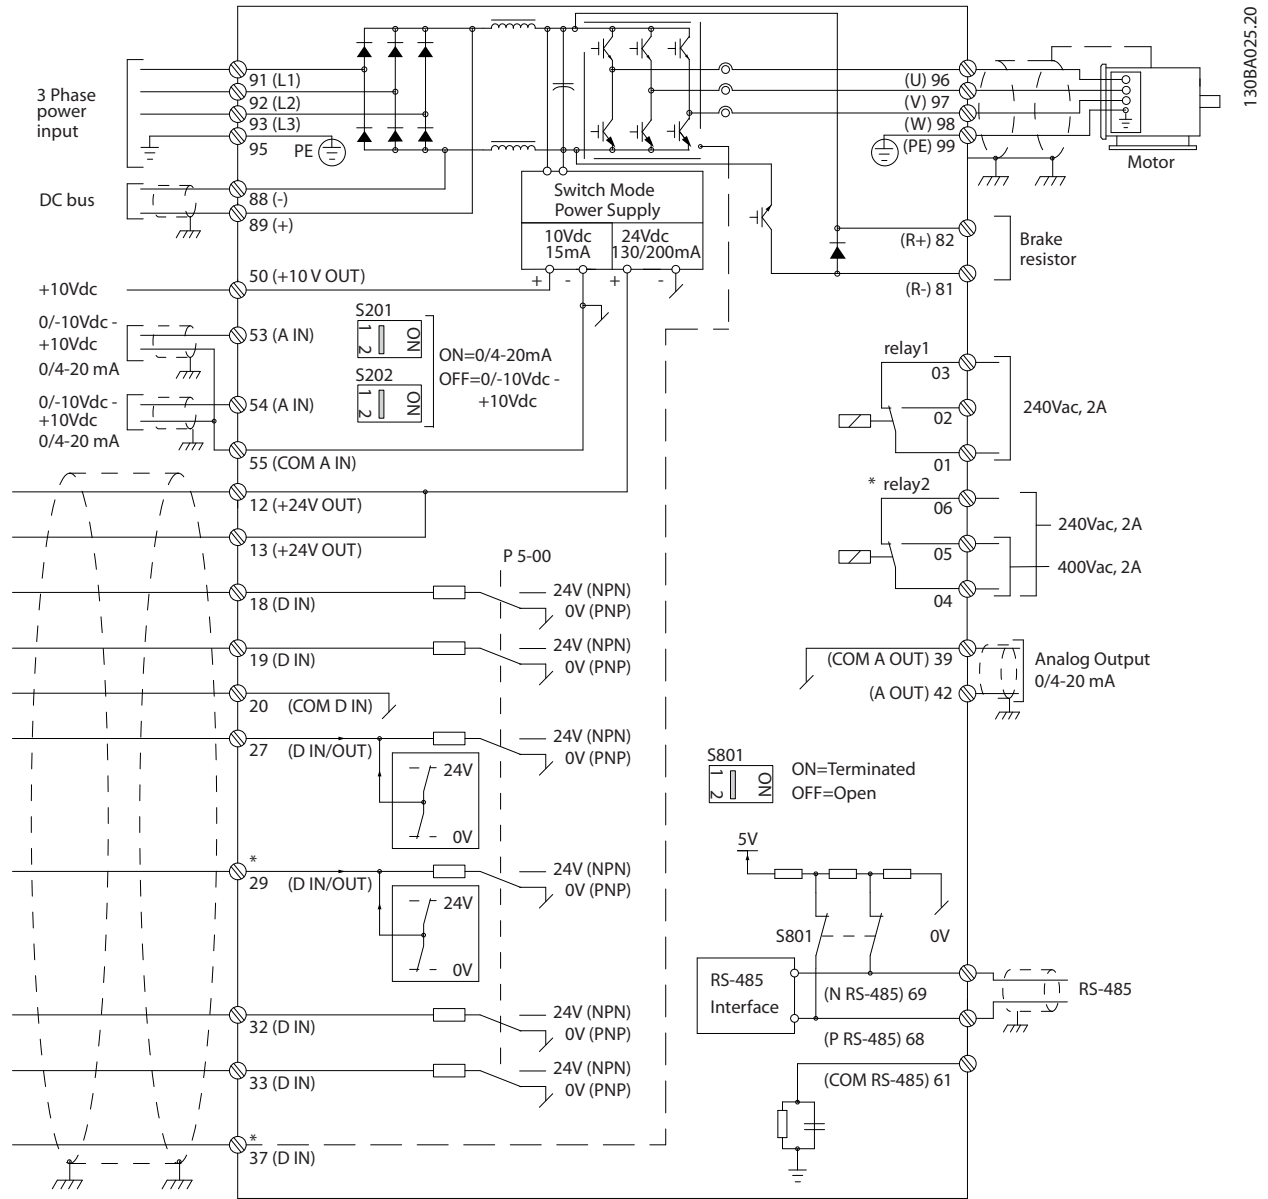 130BA025.20
3 Phase
power
input
91 (L1)
92 (L2)
93 (L3)
95
PE
DC bus
88 (-)
89 (+)
Switch Mode
Power Supply
10Vdc
15mA
24Vdc
130/200mA
+ - + -
(U) 96
(V) 97
(W) 98
(PE) 99
Motor
(R+) 82
(R-) 81
Brake
resistor
+10Vdc
50 (+10 V OUT)
0/-10Vdc -
+10Vdc
0/4-20 mA
53 (A IN)
0/-10Vdc -
+10Vdc
0/4-20 mA
54 (A IN)
55 (COM A IN)
S201
1 2
ON
S202
1 2
ON
ON=0/4-20mA
OFF=0/-10Vdc -
+10Vdc
12 (+24V OUT)
13 (+24V OUT)
P 5-00
18 (D IN)
24V (NPN)
0V (PNP)
19 (D IN)
24V (NPN)
0V (PNP)
20 (COM D IN)
27 (D IN/OUT)
24V
0V
24V (NPN)
0V (PNP)
*
29 (D IN/OUT)
24V
0V
24V (NPN)
0V (PNP)
32 (D IN)
24V (NPN)
0V (PNP)
33 (D IN)
24V (NPN)
0V (PNP)
*
37 (D IN)
relay1
03
02
01
240Vac, 2A
* relay2
06
05
04
240Vac, 2A
400Vac, 2A
(COM A OUT) 39
(A OUT) 42
Analog Output
0/4-20 mA
S801
1 2
ON
ON=Terminated
OFF=Open
5V
S801
0V
RS-485
Interface
(N RS-485) 69
(P RS-485) 68
(COM RS-485) 61
RS-485